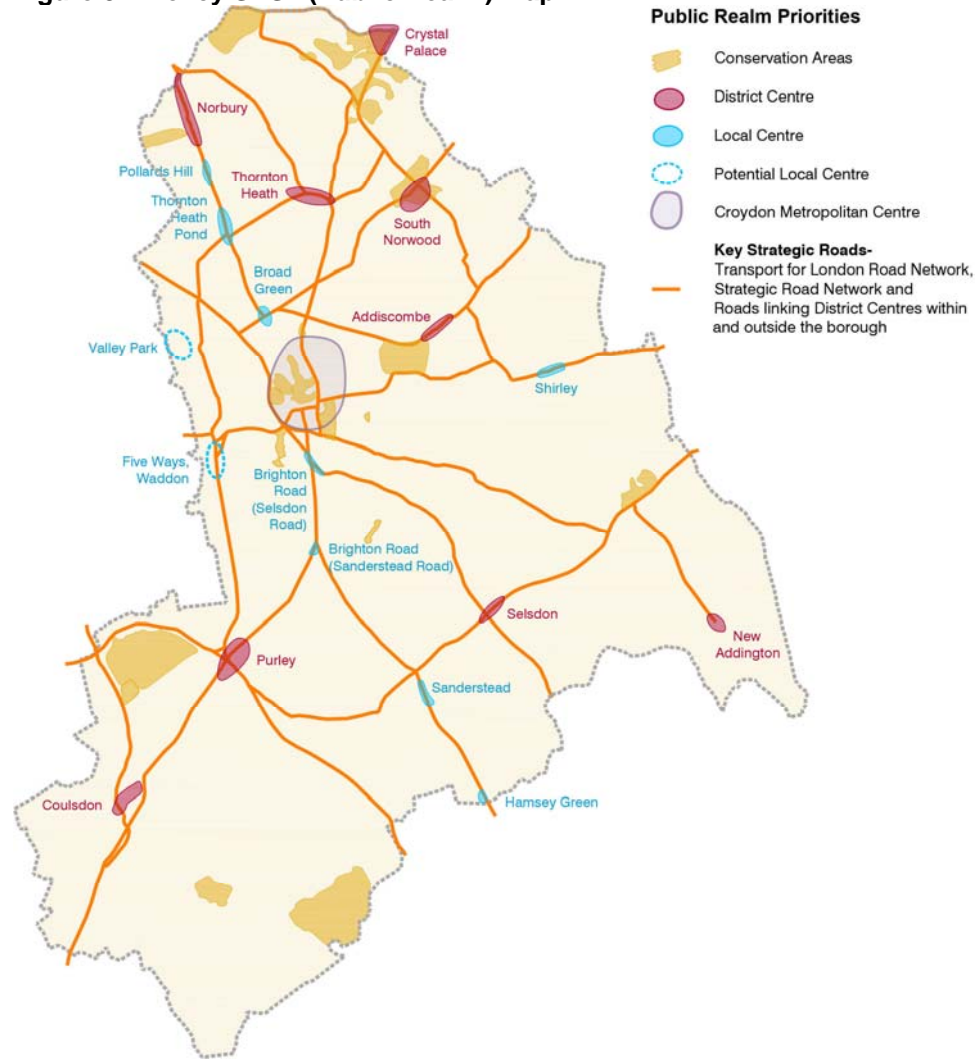 Crystal
Palace
Norbury
Pollards Hill
Thornton
Heath
Thornton
Heath
Pond
South
Norwood
Broad
Green
Addiscombe
Valley Park
Shirley
Five Ways,
Waddon
Brighton
Road
(Selsdon
Road)
Brighton Road
(Sanderstead Road)
Selsdon
New
Addington
Purley
Sanderstead
Coulsdon
Hamsey Green
Public Realm Priorities
Conservation Areas
District Centre
Local Centre
Potential Local Centre
Croydon Metropolitan Centre
Key Strategic Roads-
Transport for London Road Network,
Strategic Road Network and
Roads linking District Centres within
and outside the borough